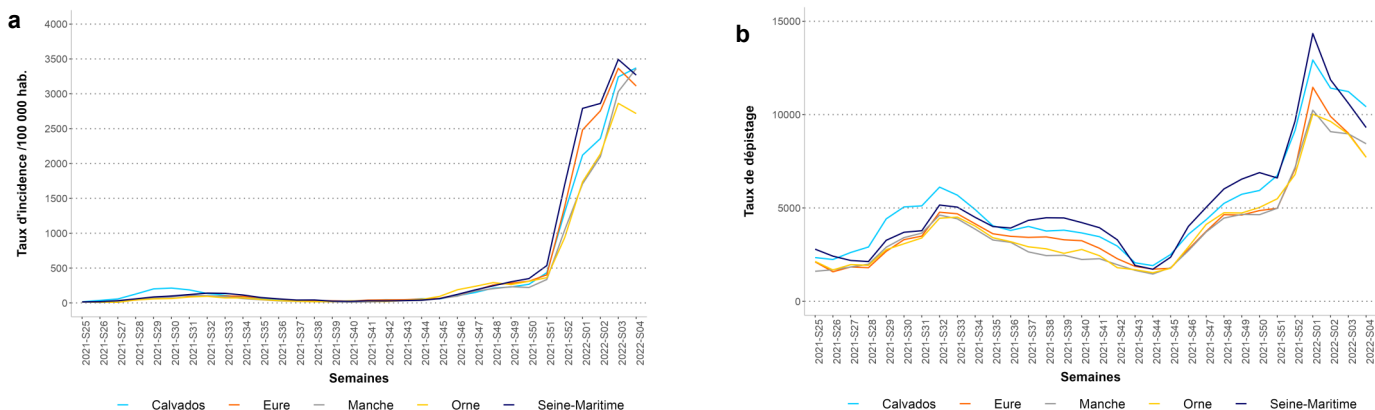 a
Taux d'incidence /100 000 hab.
4000
3500
3000
2500
2000
1500
1000
500
0
2021-S25
2021-S26
2021-S27
2021-S28
2021-S29
2021-S30
2021-S31
2021-S32
2021-S33
2021-S34
2021-S35
2021-S36
2021-S37
2021-S38
2021-S39
2021-S40
2021-S41
2021-S42
2021-S43
2021-S44
2021-S45
2021-S46
2021-S47
2021-S48
2021-S49
2021-S50
2021-S51
2021-S52
2022-S01
2022-S02
2022-S03
2022-S04
Semaines
Calvados Eure Manche Orne Seine-Maritime
b
Taux de dépistage
15000
10000
5000
0
2021-S25
2021-S26
2021-S27
2021-S28
2021-S29
2021-S30
2021-S31
2021-S32
2021-S33
2021-S34
2021-S35
2021-S36
2021-S37
2021-S38
2021-S39
2021-S40
2021-S41
2021-S42
2021-S43
2021-S44
2021-S45
2021-S46
2021-S47
2021-S48
2021-S49
2021-S50
2021-S51
2021-S52
2022-S01
2022-S02
2022-S03
2022-S04
Semaines
Calvados Eure Manche Orne Seine-Maritime